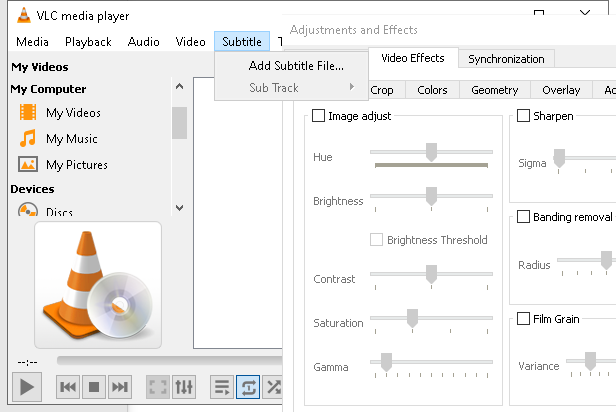 VLC media player
Media Playback Audio Video Subtitle
Add Subtitle File...
Sub Track
My Videos
My Computer
My Videos
My Music
My Pictures
Devices
Discs
--:--
Adjustments and Effects
Video Effects Synchronization
Crop Colors Geometry Overlay
Image adjust
Hue
Brightness
Brightness Threshold
Contrast
Saturation
Gamma
Sharpen
Sigma
Banding removal
Radius
Film Grain
Variance